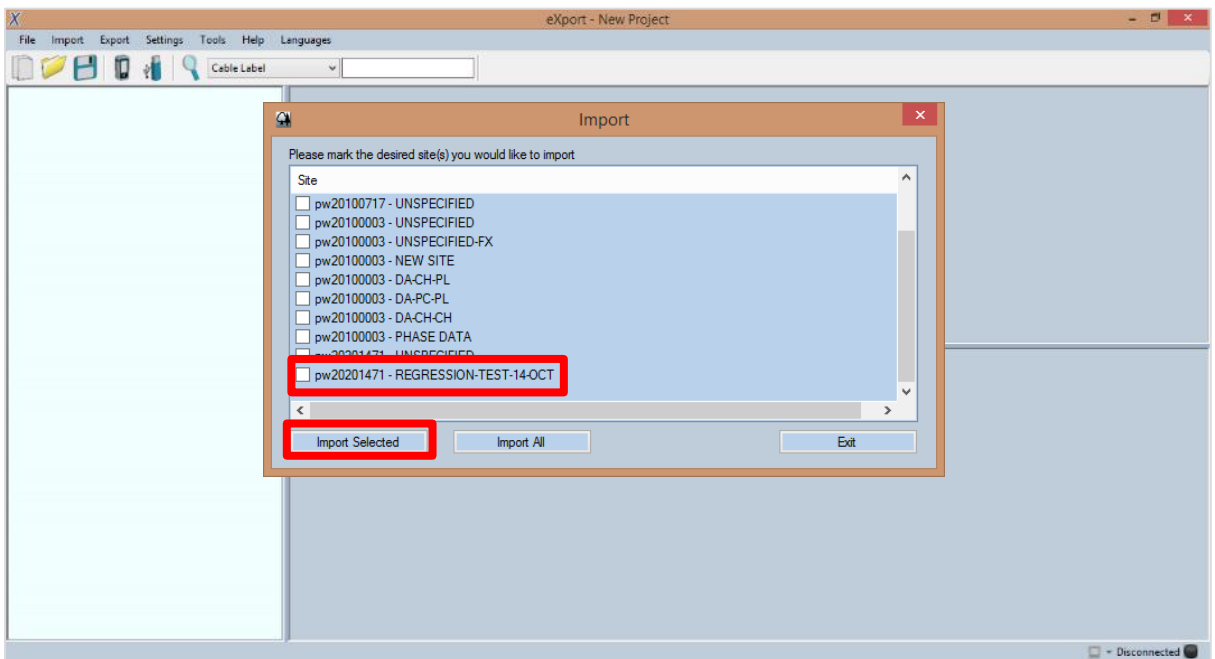 X eXport - New Project
File Import Export Settings Tools Help Languages
Cable Label
Import
Please mark the desired site(s) you would like to import
Site
pw20100717 - UNSPECIFIED
pw20100003 - UNSPECIFIED
pw20100003 - UNSPECIFIED-FX
pw20100003 - NEW SITE
pw20100003 - DA-CH-PL
pw20100003 - DA-PC-PL
pw20100003 - DA-CH-CH
pw20100003 - PHASE DATA
pw20201471 - UNSPECIFIED
pw20201471 - REGRESSION-TEST-14-OCT
Import Selected Import All Exit
Disconnected